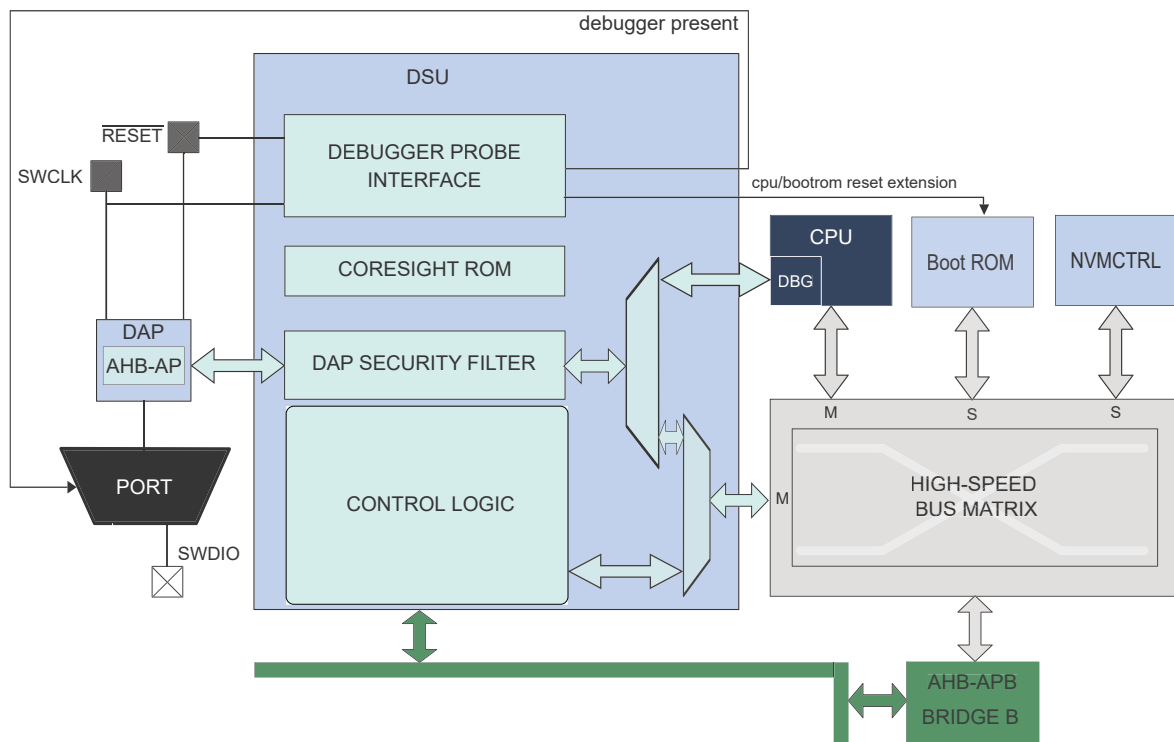 debugger present
DSU
RESET
DEBUGGER PROBE
INTERFACE
SWCLK
cpu/bootrom reset extension
CPU
DBG
Boot ROM
NVMCTRL
CORESIGHT ROM
DAP
AHB-AP
DAP SECURITY FILTER
M
S
S
PORT
CONTROL LOGIC
M
HIGH-SPEED
BUS MATRIX
SWDIO
AHB-APB
BRIDGE B